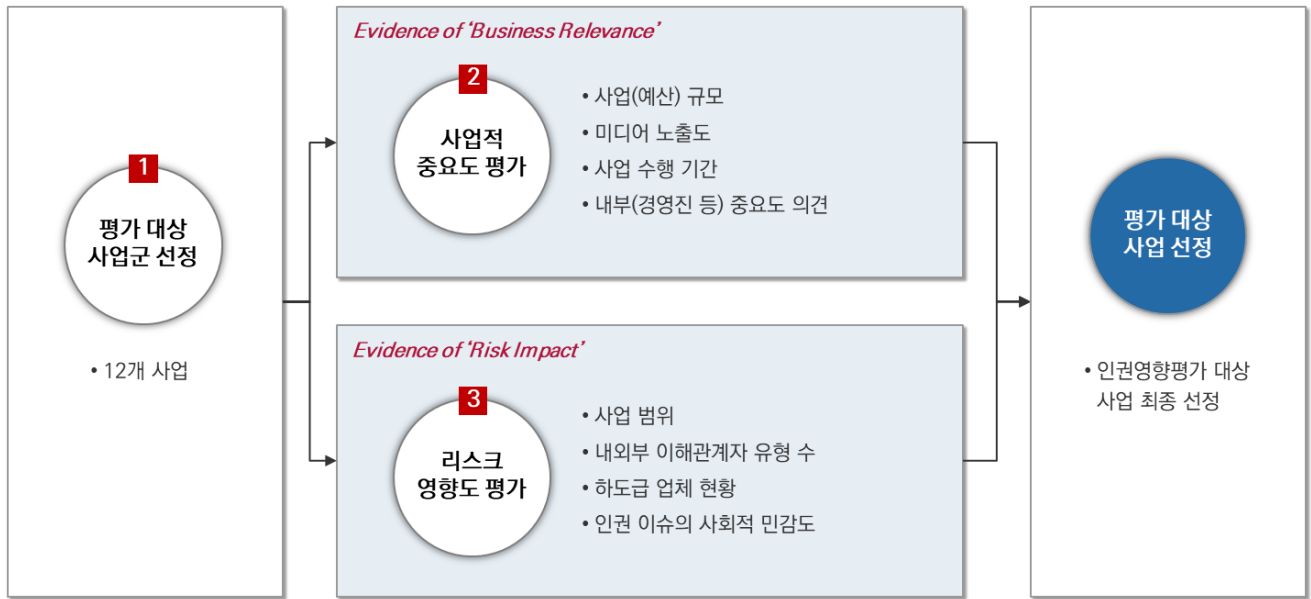 1
평가 대상
사업군 선정
• 12개 사업
Evidence of ‘Business Relevance’
2
사업적
중요도 평가
• 사업(예산) 규모
• 미디어 노출도
• 사업 수행 기간
• 내부(경영진 등) 중요도 의견
Evidence of ‘Risk Impact’
3
리스크
영향도 평가
• 사업 범위
• 내외부 이해관계자 유형 수
• 하도급 업체 현황
• 인권 이슈의 사회적 민감도
평가 대상
사업 선정
• 인권영향평가 대상
사업 최종 선정